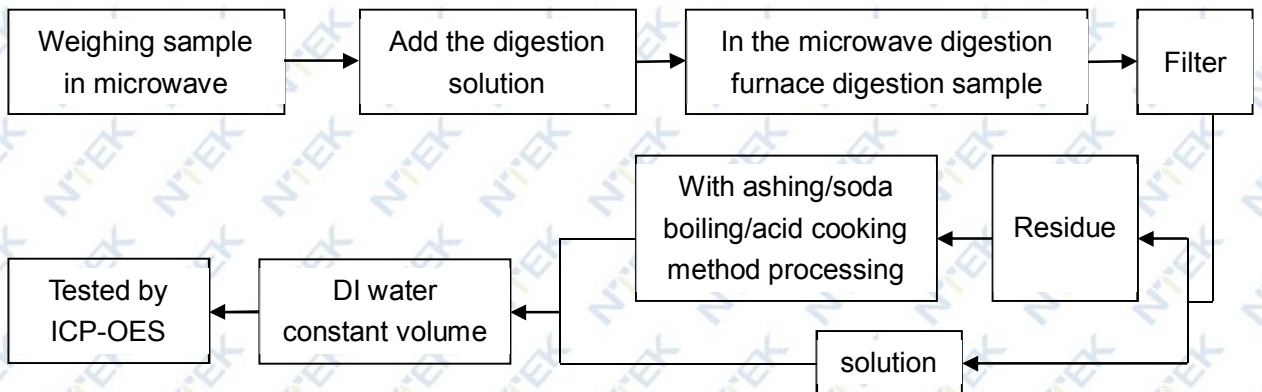 Weighing sample
in microwave
Add the digestion
solution
In the microwave digestion
furnace digestion sample
Filter
With ashing/soda
boiling/acid cooking
method processing
Residue
Tested by
ICP-OES
DI water
constant volume
solution
NTEK